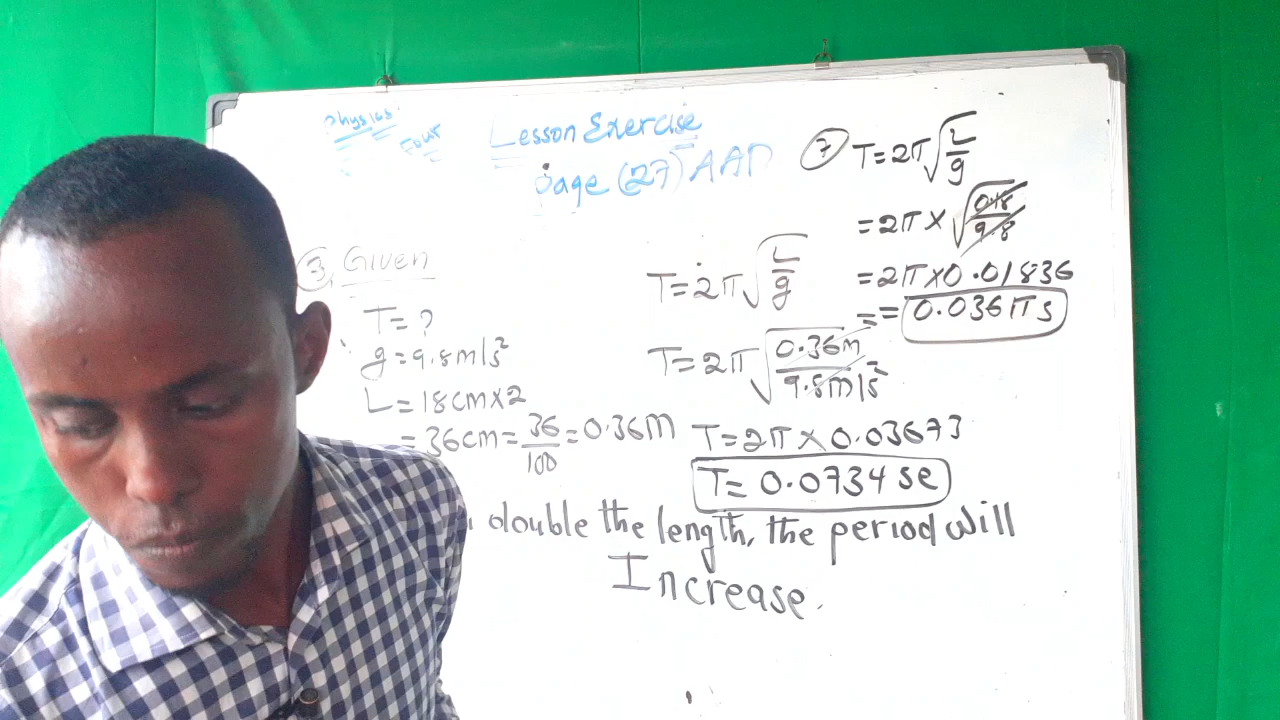 Physics
Four
Lesson Exercise
page (27)
3, Given
T = ?
g = 9.8m/s²
L = 18cm×2
= 36cm = 36/100 = 0.36m
T = 2π√(L/g)
T = 2π√(0.36m/9.8m/s²)
T = 2π × 0.03673
T = 0.0734 se
double the length, the period will
Increase.
7 T = 2π√(L/g)
= 2π × √(0.18/9.8)
= 2π × 0.01836
= = 0.036πs